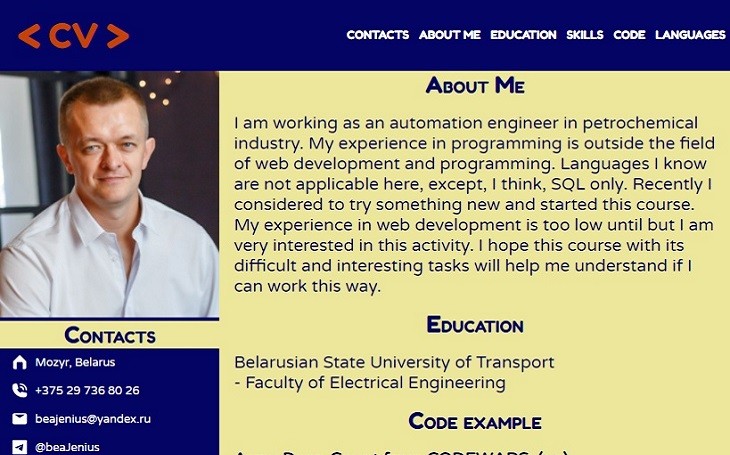 < CV >
CONTACTS ABOUT ME EDUCATION SKILLS CODE LANGUAGES
About Me
I am working as an automation engineer in petrochemical
industry. My experience in programming is outside the field
of web development and programming. Languages I know
are not applicable here, except, I think, SQL only. Recently I
considered to try something new and started this course.
My experience in web development is too low until but I am
very interested in this activity. I hope this course with its
difficult and interesting tasks will help me understand if I
can work this way.
Education
Belarusian State University of Transport
- Faculty of Electrical Engineering
Code example
Contacts
Mozyr, Belarus
+375 29 736 80 26
beajenius@yandex.ru
@beaJenius